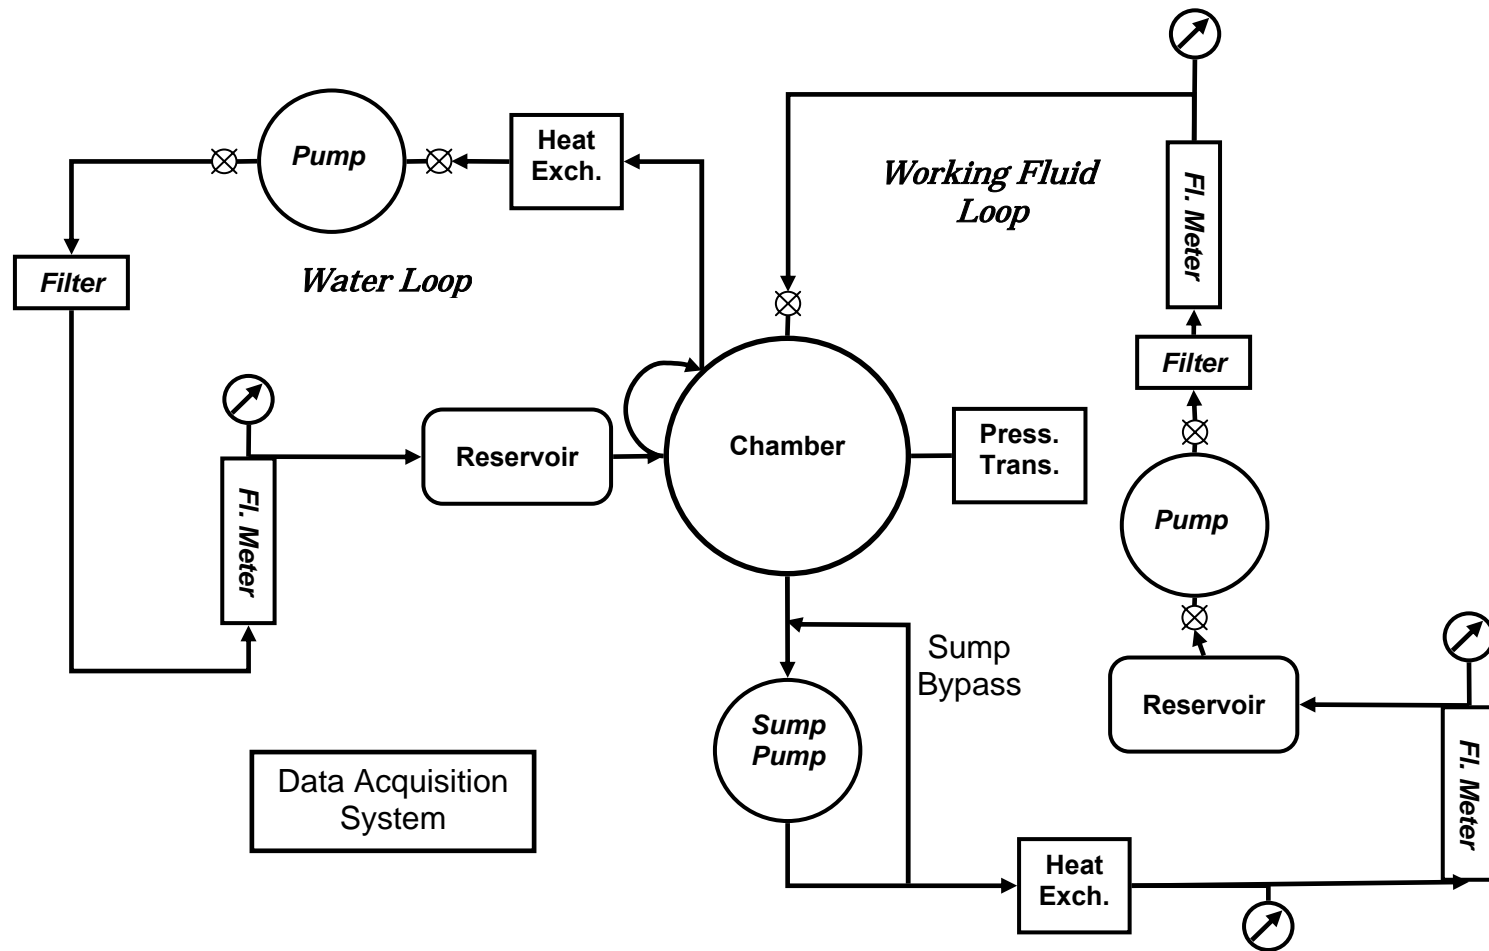 Heat
Exch.
Pump
Working Fluid
Loop
Fl. Meter
Filter
Water Loop
Filter
Chamber
Press.
Trans.
Reservoir
Fl. Meter
Pump
Sump
Bypass
Reservoir
Sump
Pump
Fl. Meter
Data Acquisition
System
Heat
Exch.